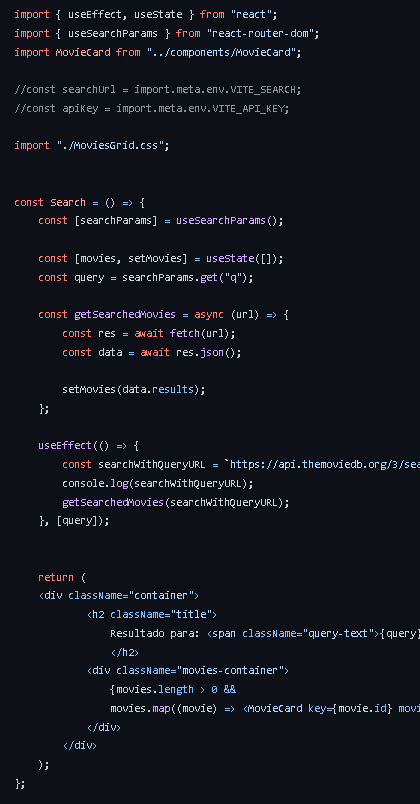 import { useEffect, useState } from "react";
import { useSearchParams } from "react-router-dom";
import MovieCard from "../components/MovieCard";
//const searchUrl = import.meta.env.VITE_SEARCH;
//const apiKey = import.meta.env.VITE_API_KEY;
import "./MoviesGrid.css";
const Search = () => {
const [searchParams] = useSearchParams();
const [movies, setMovies] = useState([]);
const query = searchParams.get("q");
const getSearchedMovies = async (url) => {
const res = await fetch(url);
const data = await res.json();
setMovies(data.results);
};
useEffect(() => {
const searchWithQueryURL = `https://api.themoviedb.org/3/sea
console.log(searchWithQueryURL);
getSearchedMovies(searchWithQueryURL);
}, [query]);
return (
<div className="container">
<h2 className="title">
Resultado para: <span className="query-text">{query}
</h2>
<div className="movies-container">
{movies.length > 0 &&
movies.map((movie) => <MovieCard key={movie.id} movi
</div>
</div>
);
};